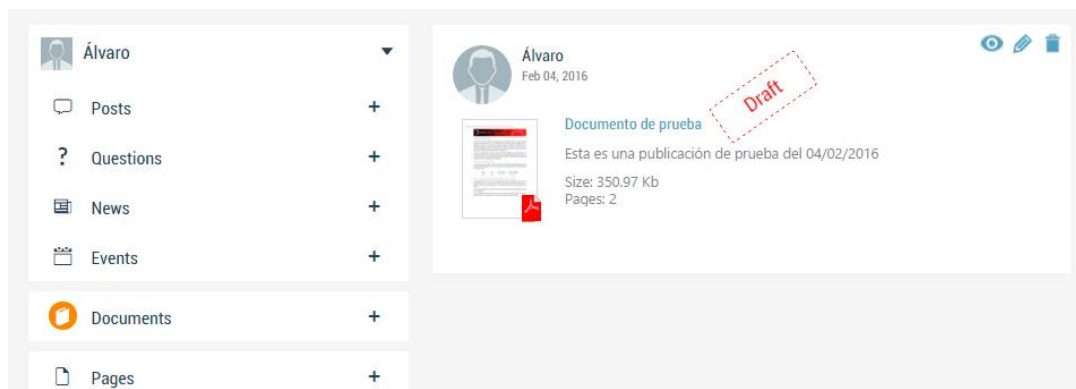 Álvaro
Posts
? Questions
News
Events
Documents
Pages
Álvaro
Feb 04, 2016
Draft
Documento de prueba
Esta es una publicación de prueba del 04/02/2016
Size: 350.97 Kb
Pages: 2